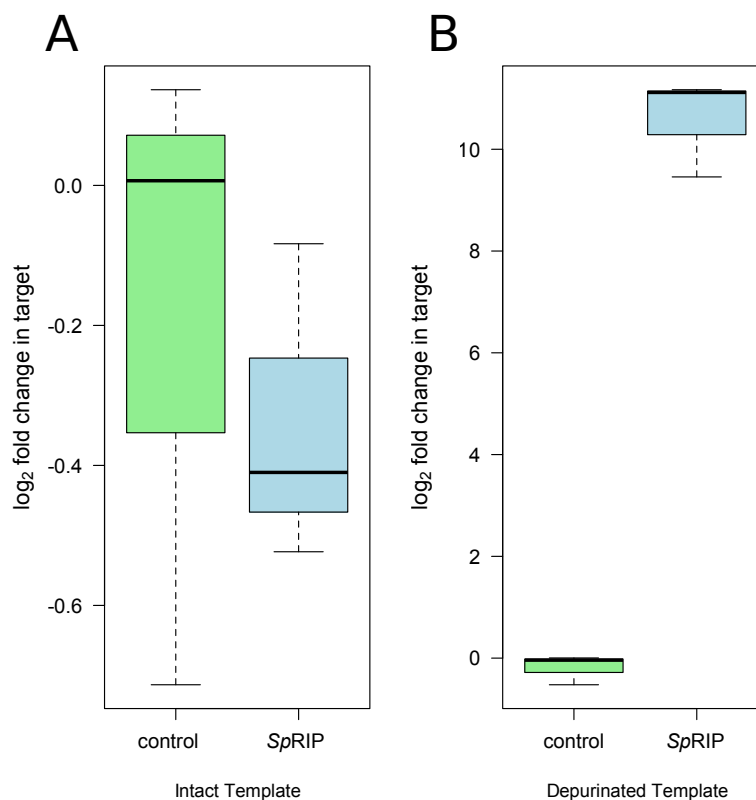 A
log₂ fold change in target
0.0
-0.2
-0.4
-0.6
control
SpRIP
Intact Template
B
log₂ fold change in target
10
8
6
4
2
0
control
SpRIP
Depurinated Template